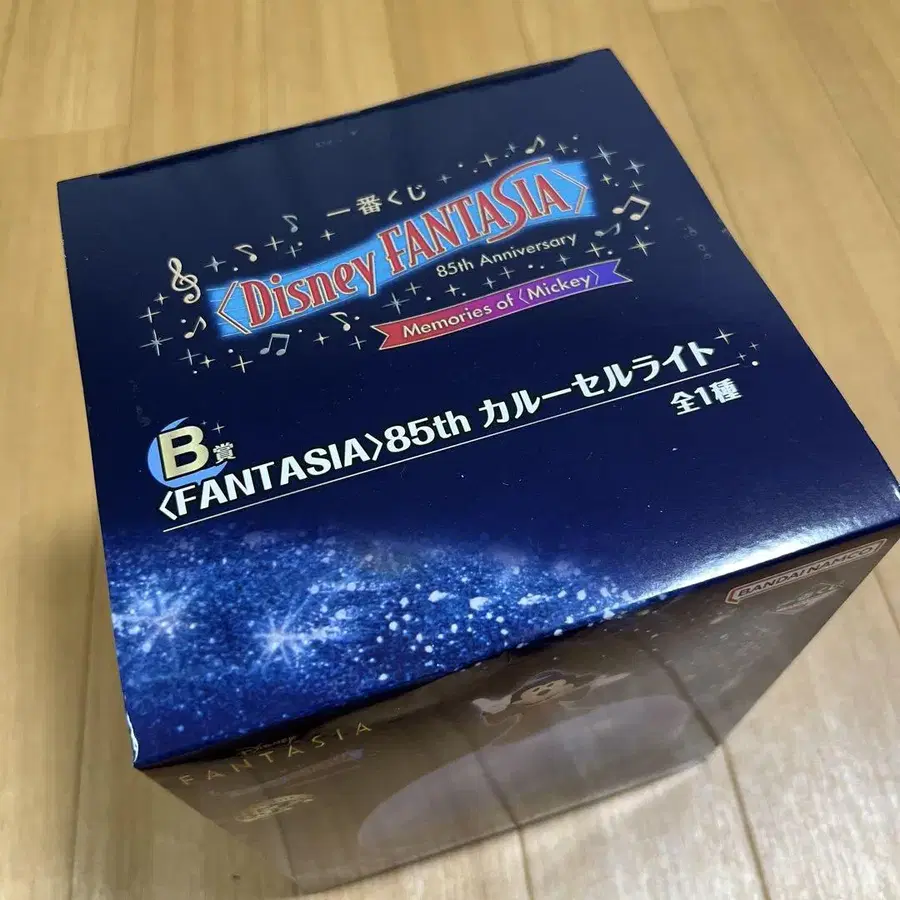 一番くじ
〈Disney FANTASIA〉
85th Anniversary
Memories of〈Mickey〉
B賞
〈FANTASIA〉85th カルーセルライト
全1種
BANDAI NAMCO
Disney
FANTASIA